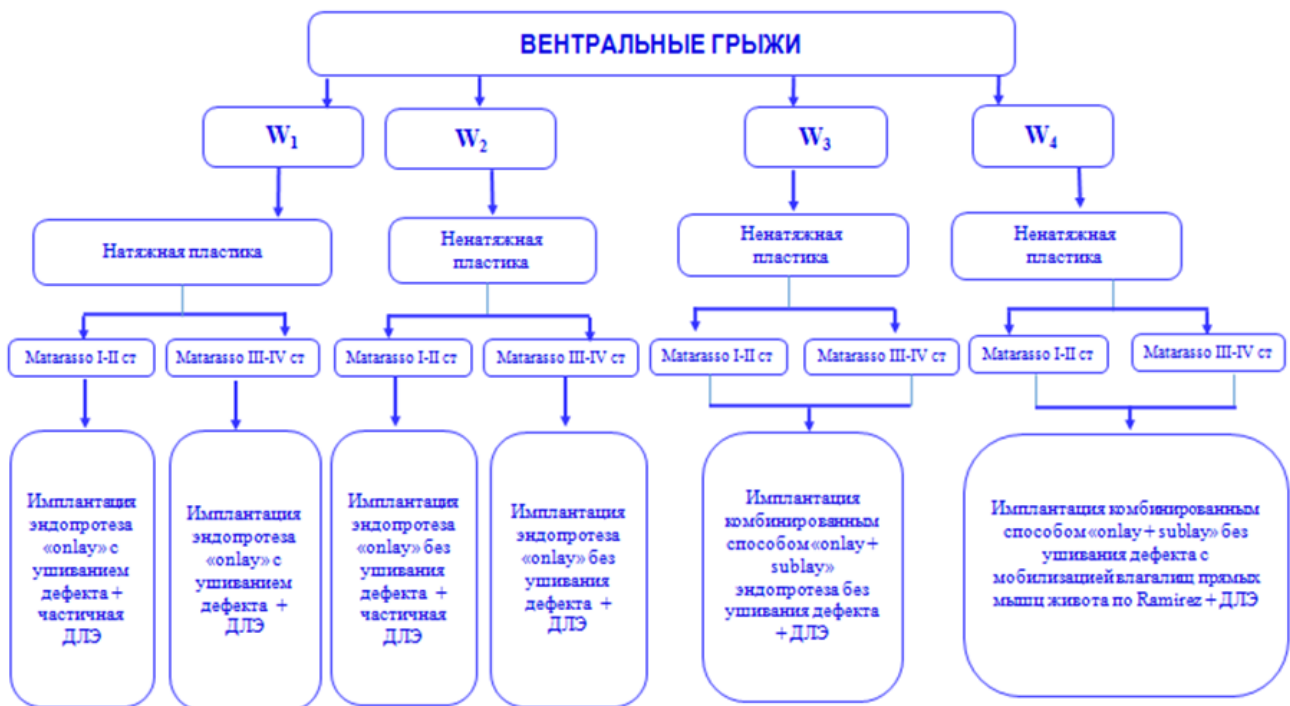 ВЕНТРАЛЬНЫЕ ГРЫЖИ
W1
W2
W3
W4
Натяжная пластика
Ненатяжная
пластика
Ненатяжная
пластика
Ненатяжная
пластика
Matarasso I-II ст
Matarasso III-IV ст
Matarasso I-II ст
Matarasso III-IV ст
Matarasso I-II ст
Matarasso III-IV ст
Matarasso I-II ст
Matarasso III-IV ст
Имплантация
эндопротеза
«onlay» с
ушиванием
дефекта +
частичная
ДЛЭ
Имплантация
эндопротеза
«onlay» с
ушиванием
дефекта +
ДЛЭ
Имплантация
эндопротеза
«onlay» без
ушивания
дефекта +
частичная
ДЛЭ
Имплантация
эндопротеза
«onlay» без
ушивания
дефекта +
ДЛЭ
Имплантация
комбинированным
способом «onlay +
sublay»
эндопротеза без
ушивания дефекта
+ ДЛЭ
Имплантация комбинированным
способом «onlay + sublay» без
ушивания дефекта с
мобилизацией влагалищ прямых
мышц живота по Ramirez + ДЛЭ